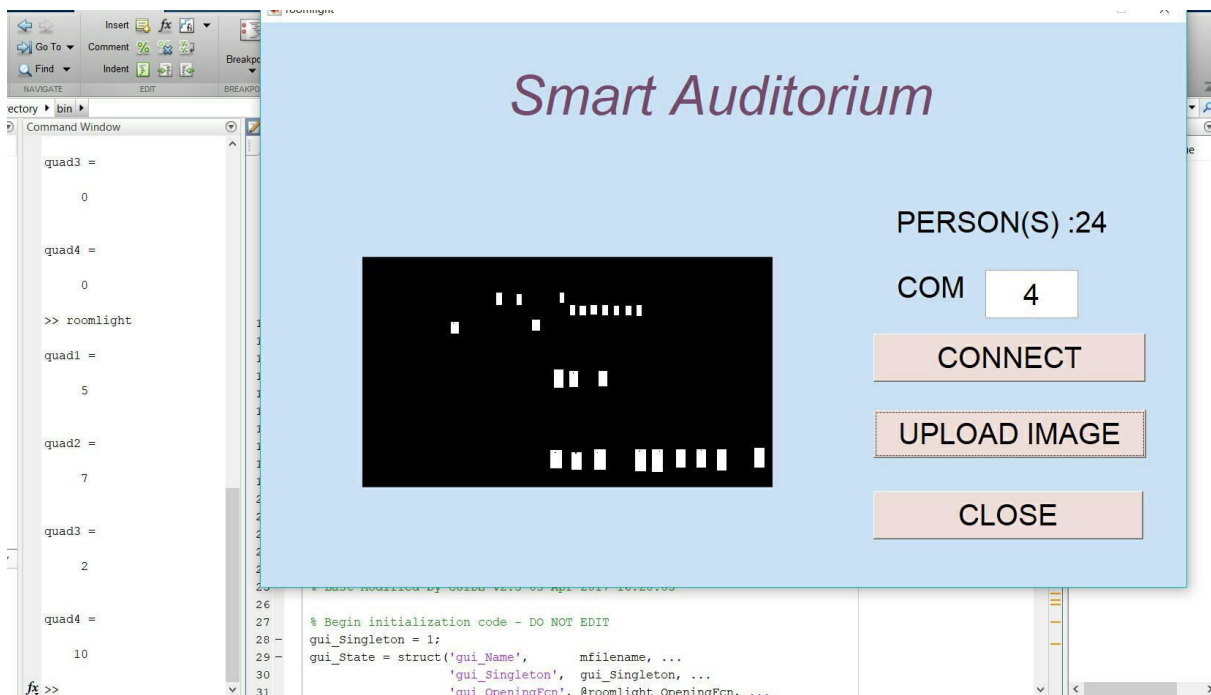 roomlight
Insert fx
Go To Comment %
Find Indent
NAVIGATE EDIT
bin
Command Window
quad3 =
0
quad4 =
0
>> roomlight
quad1 =
5
quad2 =
7
quad3 =
2
quad4 =
10
fx >>
Smart Auditorium
PERSON(S) :24
COM 4
CONNECT
UPLOAD IMAGE
CLOSE
26
27 % Begin initialization code - DO NOT EDIT
28 – gui_Singleton = 1;
29 – gui_State = struct('gui_Name', mfilename, ...
30 'gui_Singleton', gui_Singleton, ...
31 'gui_OpeningFcn', @roomlight_OpeningFcn, ...